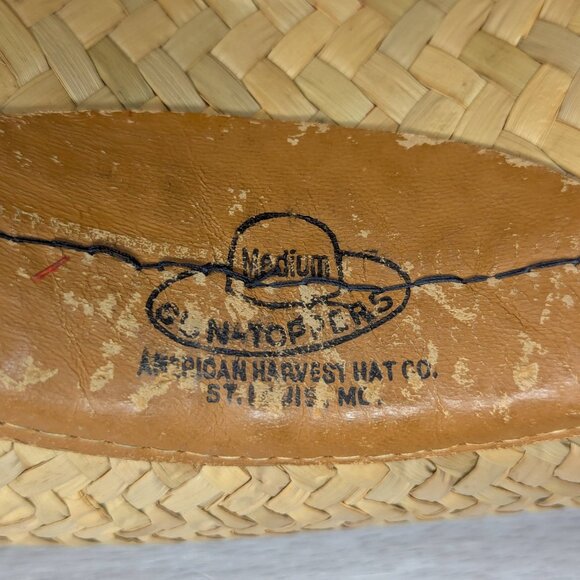 Medium
SUN-TOPPERS
AMERICAN HARVEST HAT CO.
ST. LOUIS, MO.